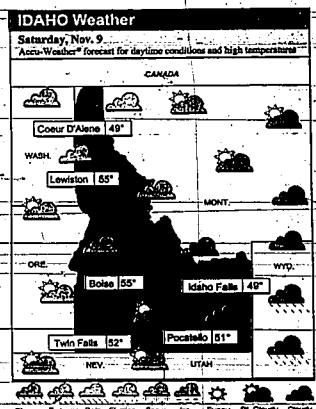 IDAHO Weather
Saturday, Nov. 9
Accu-Weather® forecast for daytime conditions and high temperatures
CANADA
Coeur D'Alene 49°
WASH.
Lewiston 55°
MONT.
ORE.
WYO.
Boise 55°
Idaho Falls 49°
Twin Falls 52°
Pocatello 51°
NEV.
UTAH